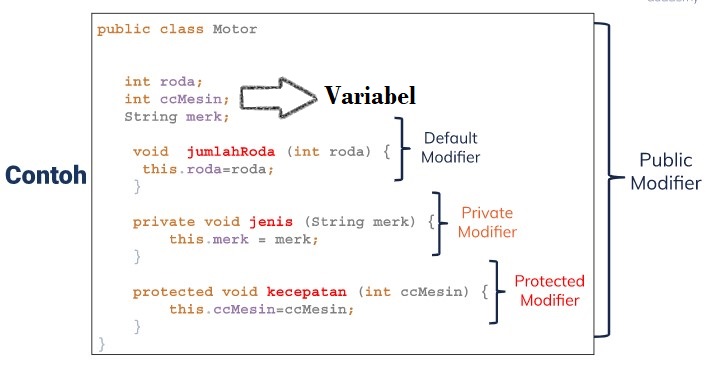 academy
public class Motor
int roda;
int ccMesin;
String merk;
Variabel
void jumlahRoda (int roda) {
this.roda=roda;
}
Default
Modifier
private void jenis (String merk) {
this.merk = merk;
}
Private
Modifier
protected void kecepatan (int ccMesin) {
this.ccMesin=ccMesin;
}
}
Protected
Modifier
Contoh
Public
Modifier